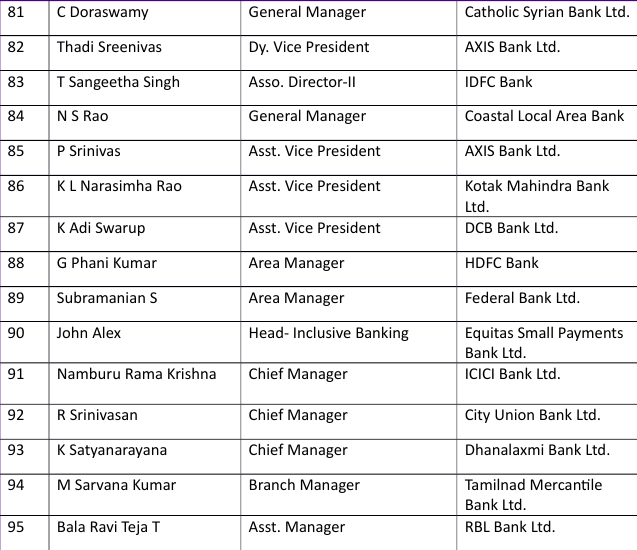 81 C Doraswamy General Manager Catholic Syrian Bank Ltd.
82 Thadi Sreenivas Dy. Vice President AXIS Bank Ltd.
83 T Sangeetha Singh Asso. Director-II IDFC Bank
84 N S Rao General Manager Coastal Local Area Bank
85 P Srinivas Asst. Vice President AXIS Bank Ltd.
86 K L Narasimha Rao Asst. Vice President Kotak Mahindra Bank
Ltd.
87 K Adi Swarup Asst. Vice President DCB Bank Ltd.
88 G Phani Kumar Area Manager HDFC Bank
89 Subramanian S Area Manager Federal Bank Ltd.
90 John Alex Head- Inclusive Banking Equitas Small Payments
Bank Ltd.
91 Namburu Rama Krishna Chief Manager ICICI Bank Ltd.
92 R Srinivasan Chief Manager City Union Bank Ltd.
93 K Satyanarayana Chief Manager Dhanalaxmi Bank Ltd.
94 M Sarvana Kumar Branch Manager Tamilnad Mercantile
Bank Ltd.
95 Bala Ravi Teja T Asst. Manager RBL Bank Ltd.